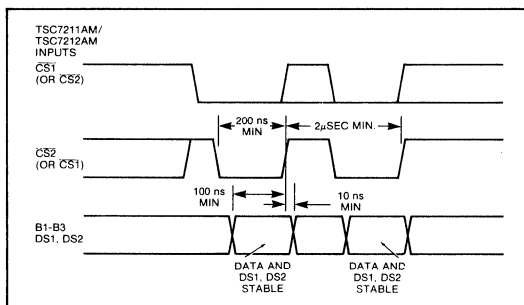 TSC7211AM/
TSC7212AM
INPUTS
CS1
(OR CS2)
200 ns
MIN
2μSEC MIN.
CS2
(OR CS1)
100 ns
MIN
10 ns
MIN
B1-B3
DS1, DS2
DATA AND
DS1, DS2
STABLE
DATA AND
DS1, DS2
STABLE